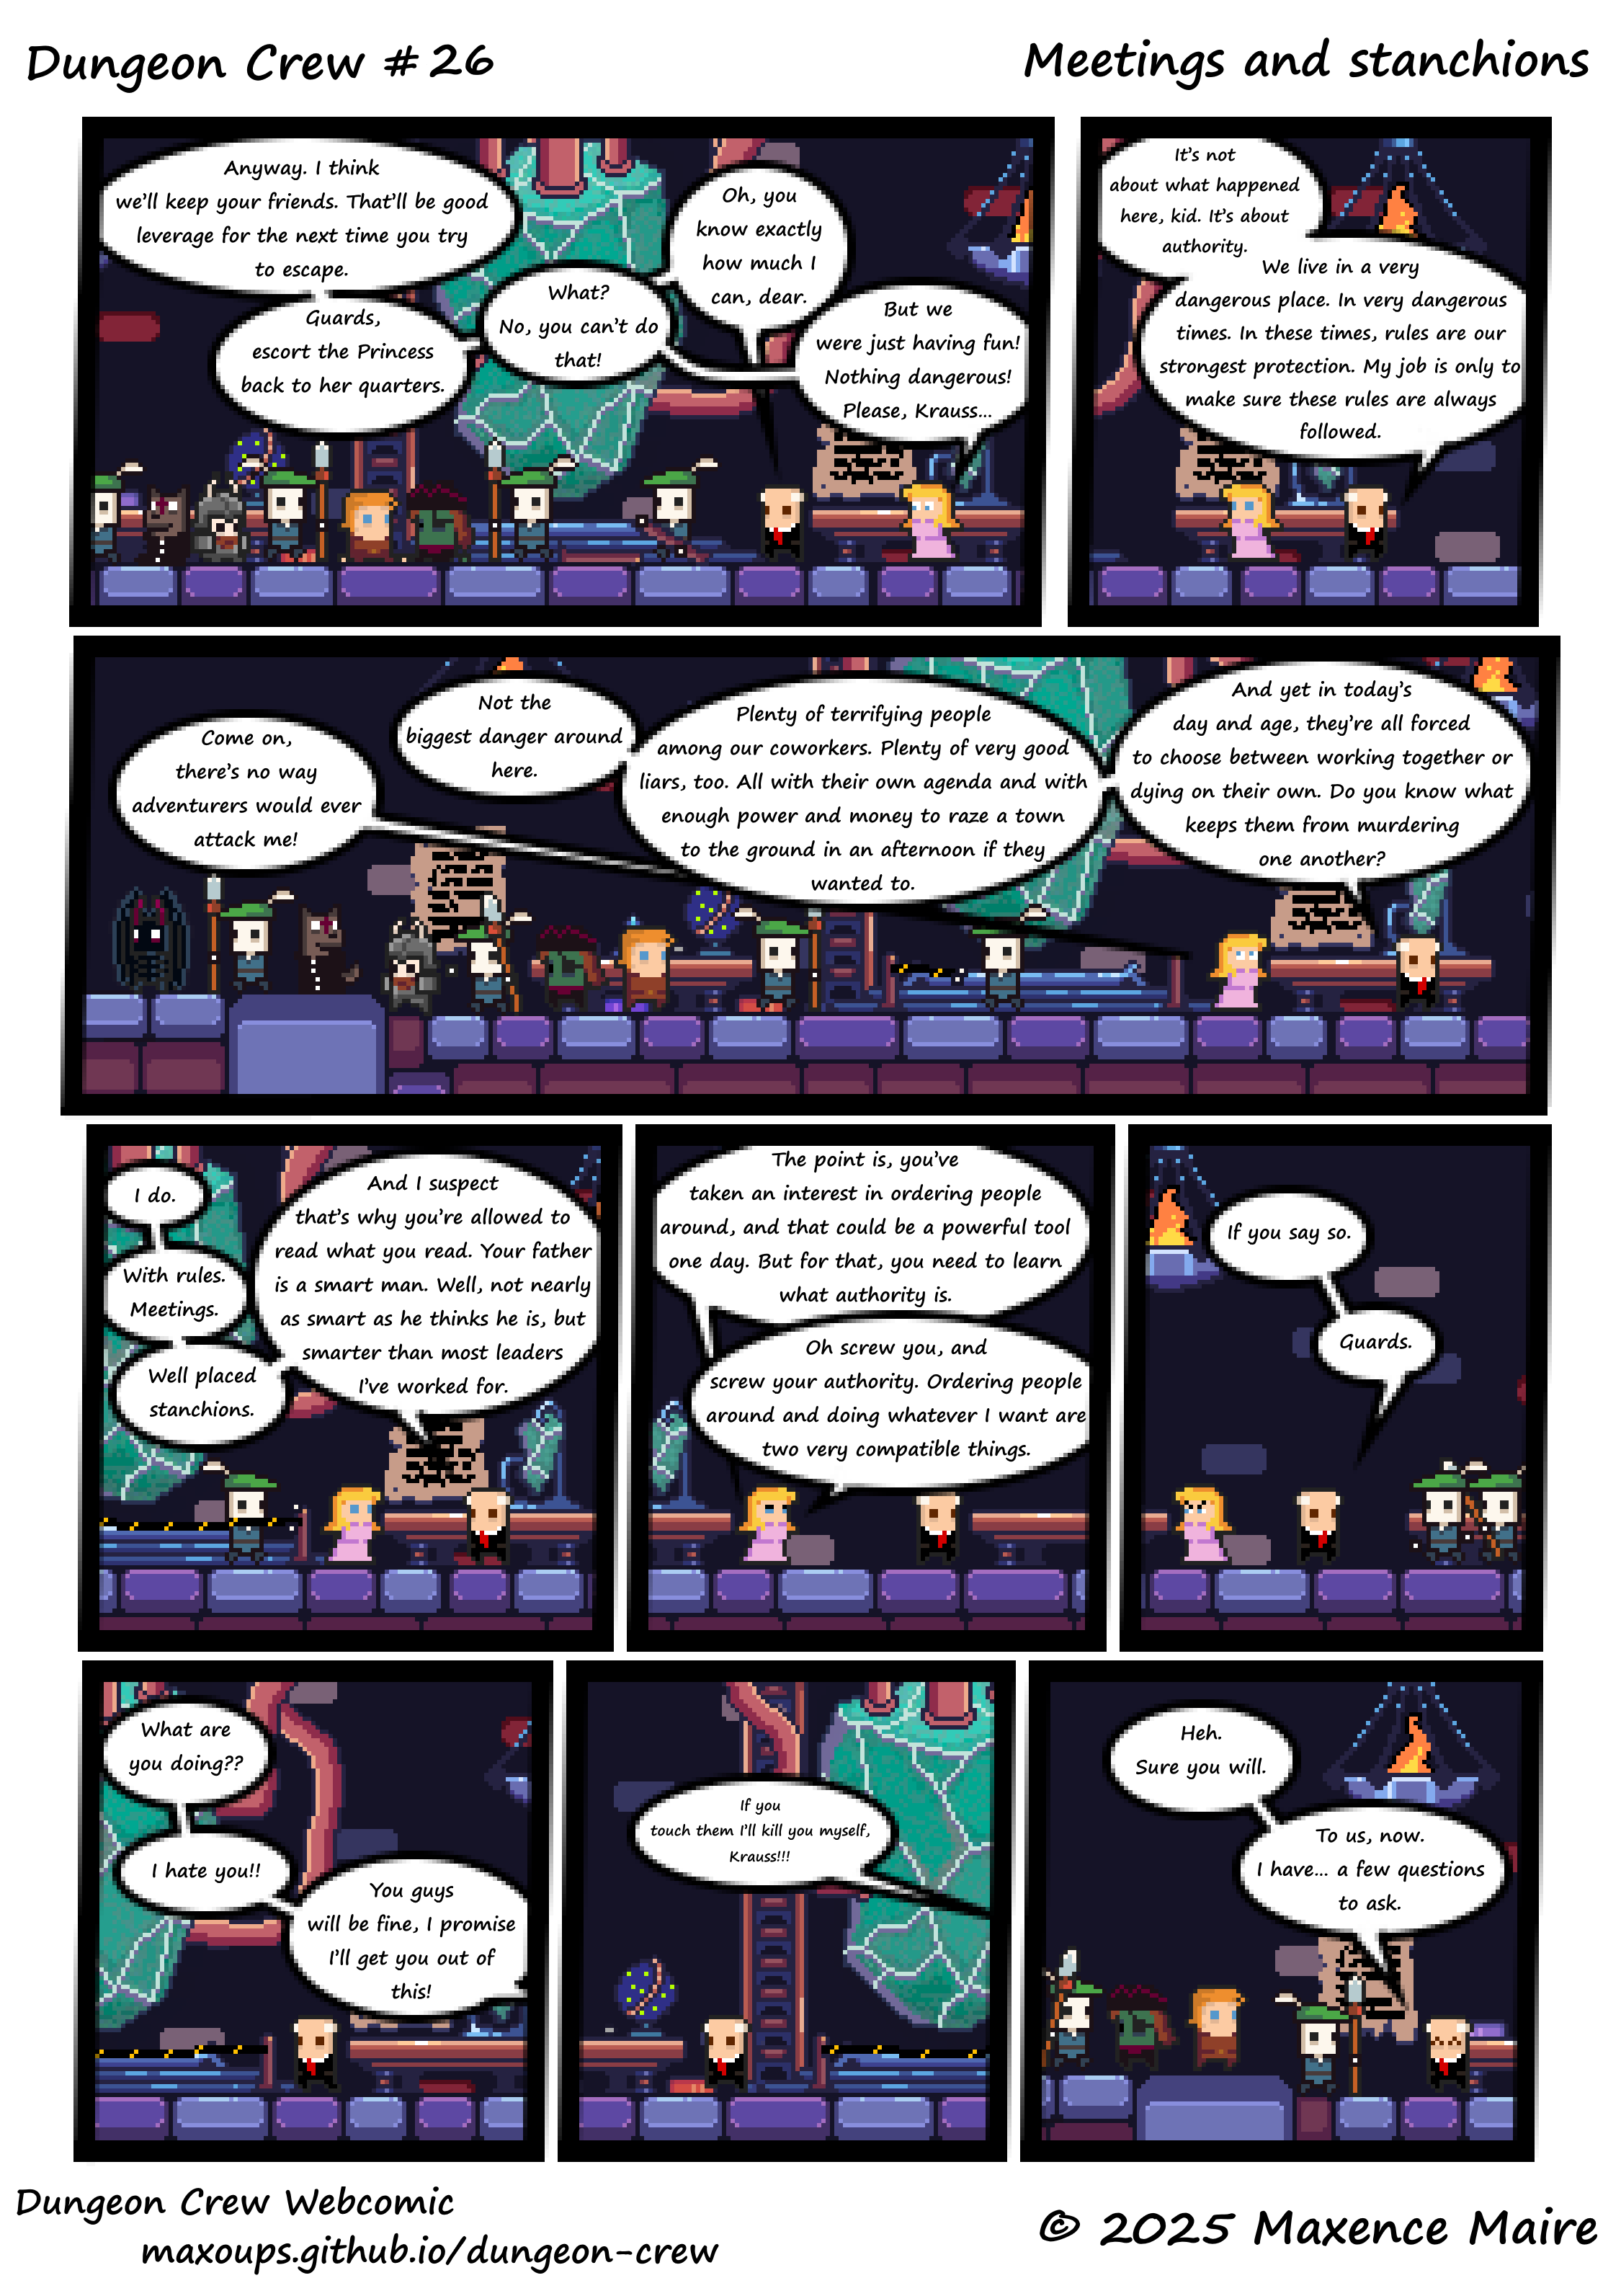 Dungeon Crew #26
Meetings and stanchions
Anyway. I think
we'll keep your friends. That'll be good
leverage for the next time you try
to escape.
Guards,
escort the Princess
back to her quarters.
What?
No, you can't do
that!
Oh, you
know exactly
how much I
can, dear.
But we
were just having fun!
Nothing dangerous!
Please, Krauss...
It's not
about what happened
here, kid. It's about
authority.
We live in a very
dangerous place. In very dangerous
times. In these times, rules are our
strongest protection. My job is only to
make sure these rules are always
followed.
Come on,
there's no way
adventurers would ever
attack me!
Not the
biggest danger around
here.
Plenty of terrifying people
among our coworkers. Plenty of very good
liars, too. All with their own agenda and with
enough power and money to raze a town
to the ground in an afternoon if they
wanted to.
And yet in today's
day and age, they're all forced
to choose between working together or
dying on their own. Do you know what
keeps them from murdering
one another?
I do.
With rules.
Meetings.
Well placed
stanchions.
And I suspect
that's why you're allowed to
read what you read. Your father
is a smart man. Well, not nearly
as smart as he thinks he is, but
smarter than most leaders
I've worked for.
The point is, you've
taken an interest in ordering people
around, and that could be a powerful tool
one day. But for that, you need to learn
what authority is.
Oh screw you, and
screw your authority. Ordering people
around and doing whatever I want are
two very compatible things.
If you say so.
Guards.
What are
you doing??
I hate you!!
You guys
will be fine, I promise
I'll get you out of
this!
If you
touch them I'll kill you myself,
Krauss!!!
Heh.
Sure you will.
To us, now.
I have... a few questions
to ask.
Dungeon Crew Webcomic
maxoups.github.io/dungeon-crew
© 2025 Maxence Maire